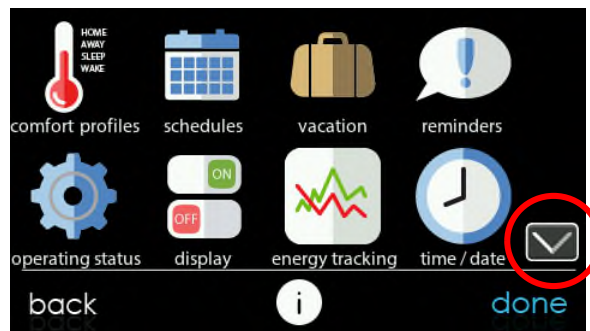 HOME
AWAY
SLEEP
WAKE
comfort profiles schedules vacation reminders
ON
OFF
operating status display energy tracking time / date
back i done